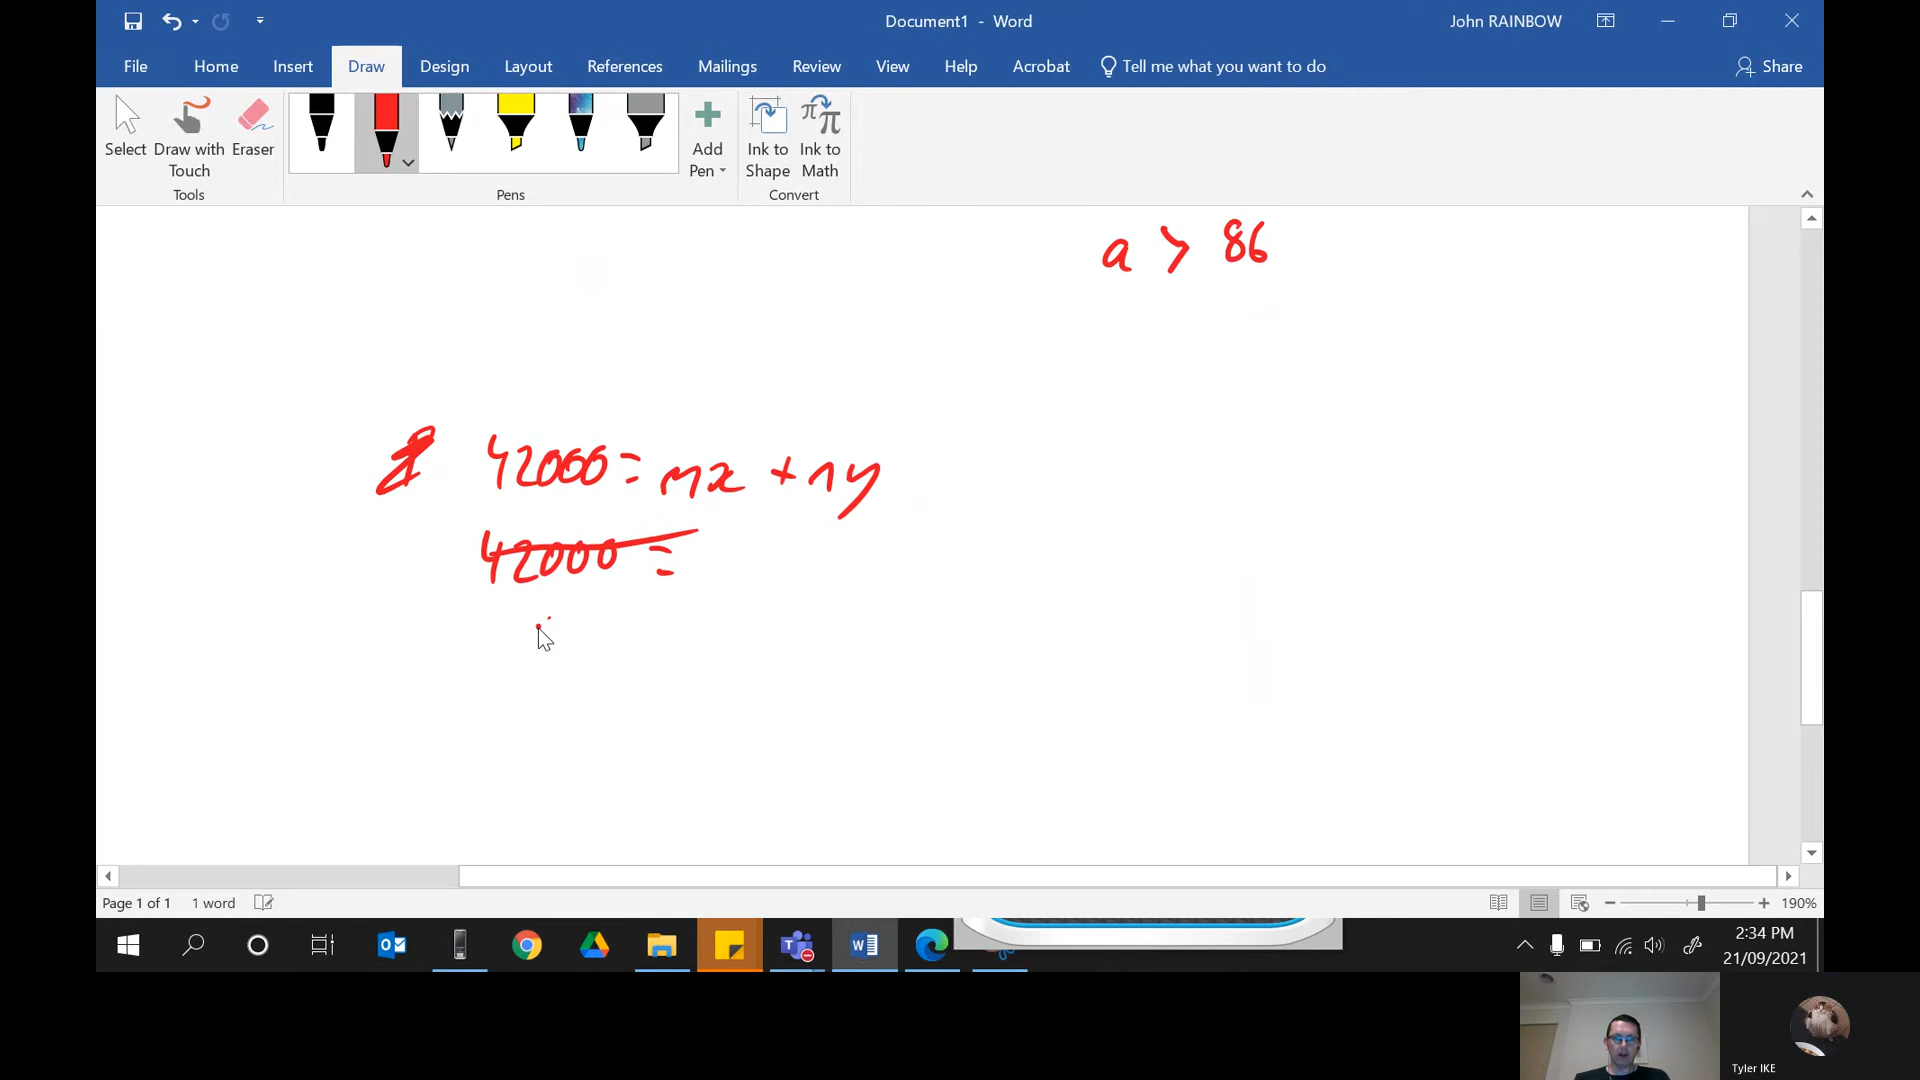 Document1 - Word
John RAINBOW
File Home Insert Draw Design Layout References Mailings Review View Help Acrobat Tell me what you want to do Share
Select
Draw with Touch
Eraser
Add Pen
Ink to Shape
Ink to Math
Tools
Pens
Convert
a > 86
42000 = mx + ny
42000 =
Page 1 of 1 1 word
190%
2:34 PM
21/09/2021
Tyler IKE